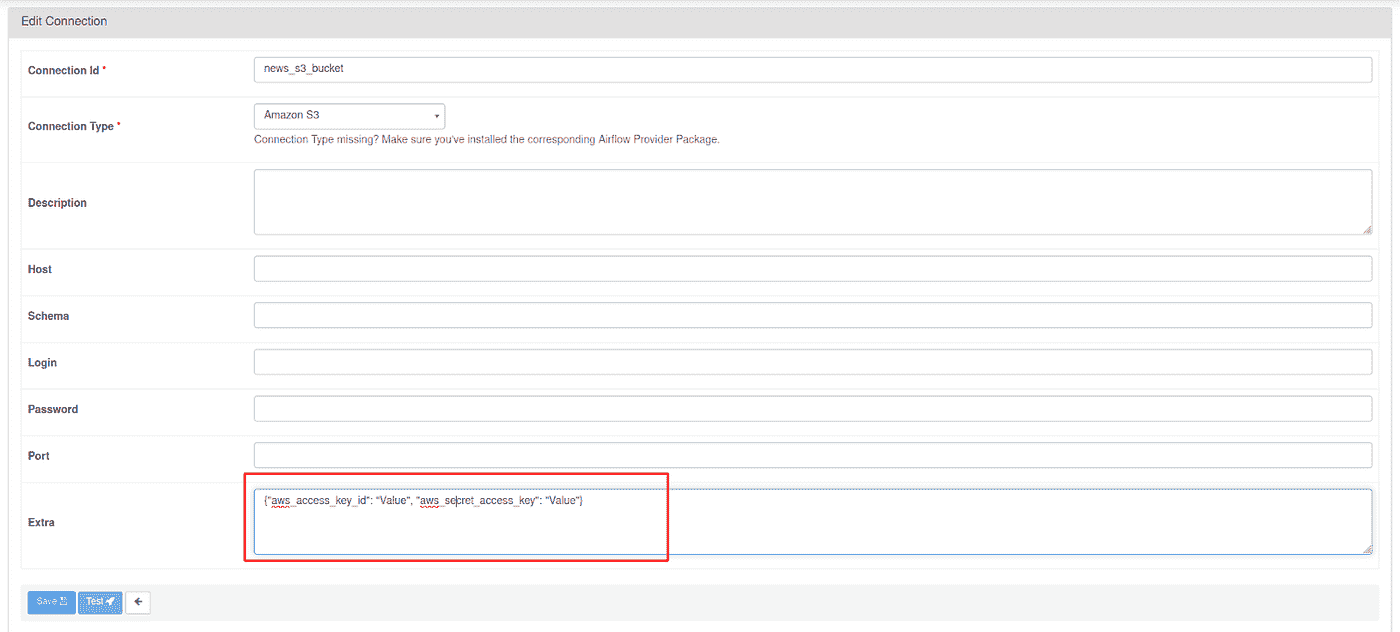 Edit Connection
Connection Id *
news_s3_bucket
Connection Type *
Amazon S3
Connection Type missing? Make sure you've installed the corresponding Airflow Provider Package.
Description
Host
Schema
Login
Password
Port
Extra
{"aws_access_key_id": "Value", "aws_secret_access_key": "Value"}
Save
Test